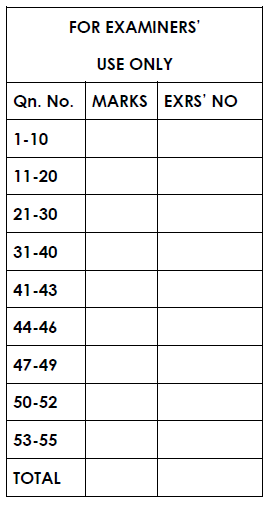 FOR EXAMINERS’
USE ONLY
Qn. No. MARKS EXRS’ NO
1-10
11-20
21-30
31-40
41-43
44-46
47-49
50-52
53-55
TOTAL